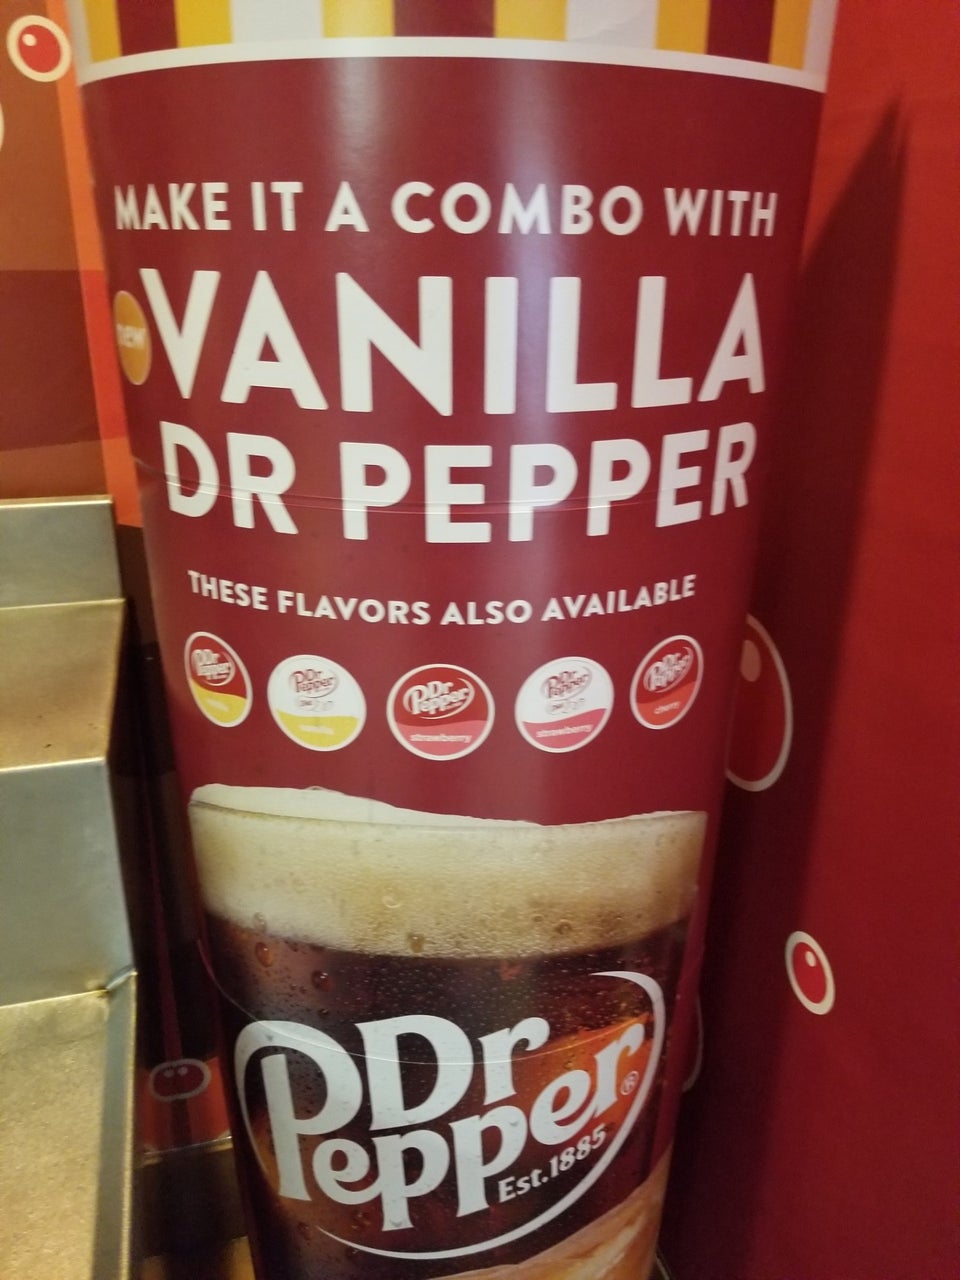 MAKE IT A COMBO WITH
new
VANILLA
DR PEPPER
THESE FLAVORS ALSO AVAILABLE
Dr Pepper
Dr Pepper
vanilla
Dr Pepper
strawberry
Dr Pepper
strawberry
Dr Pepper
cherry
Dr
Pepper®
Est.1885